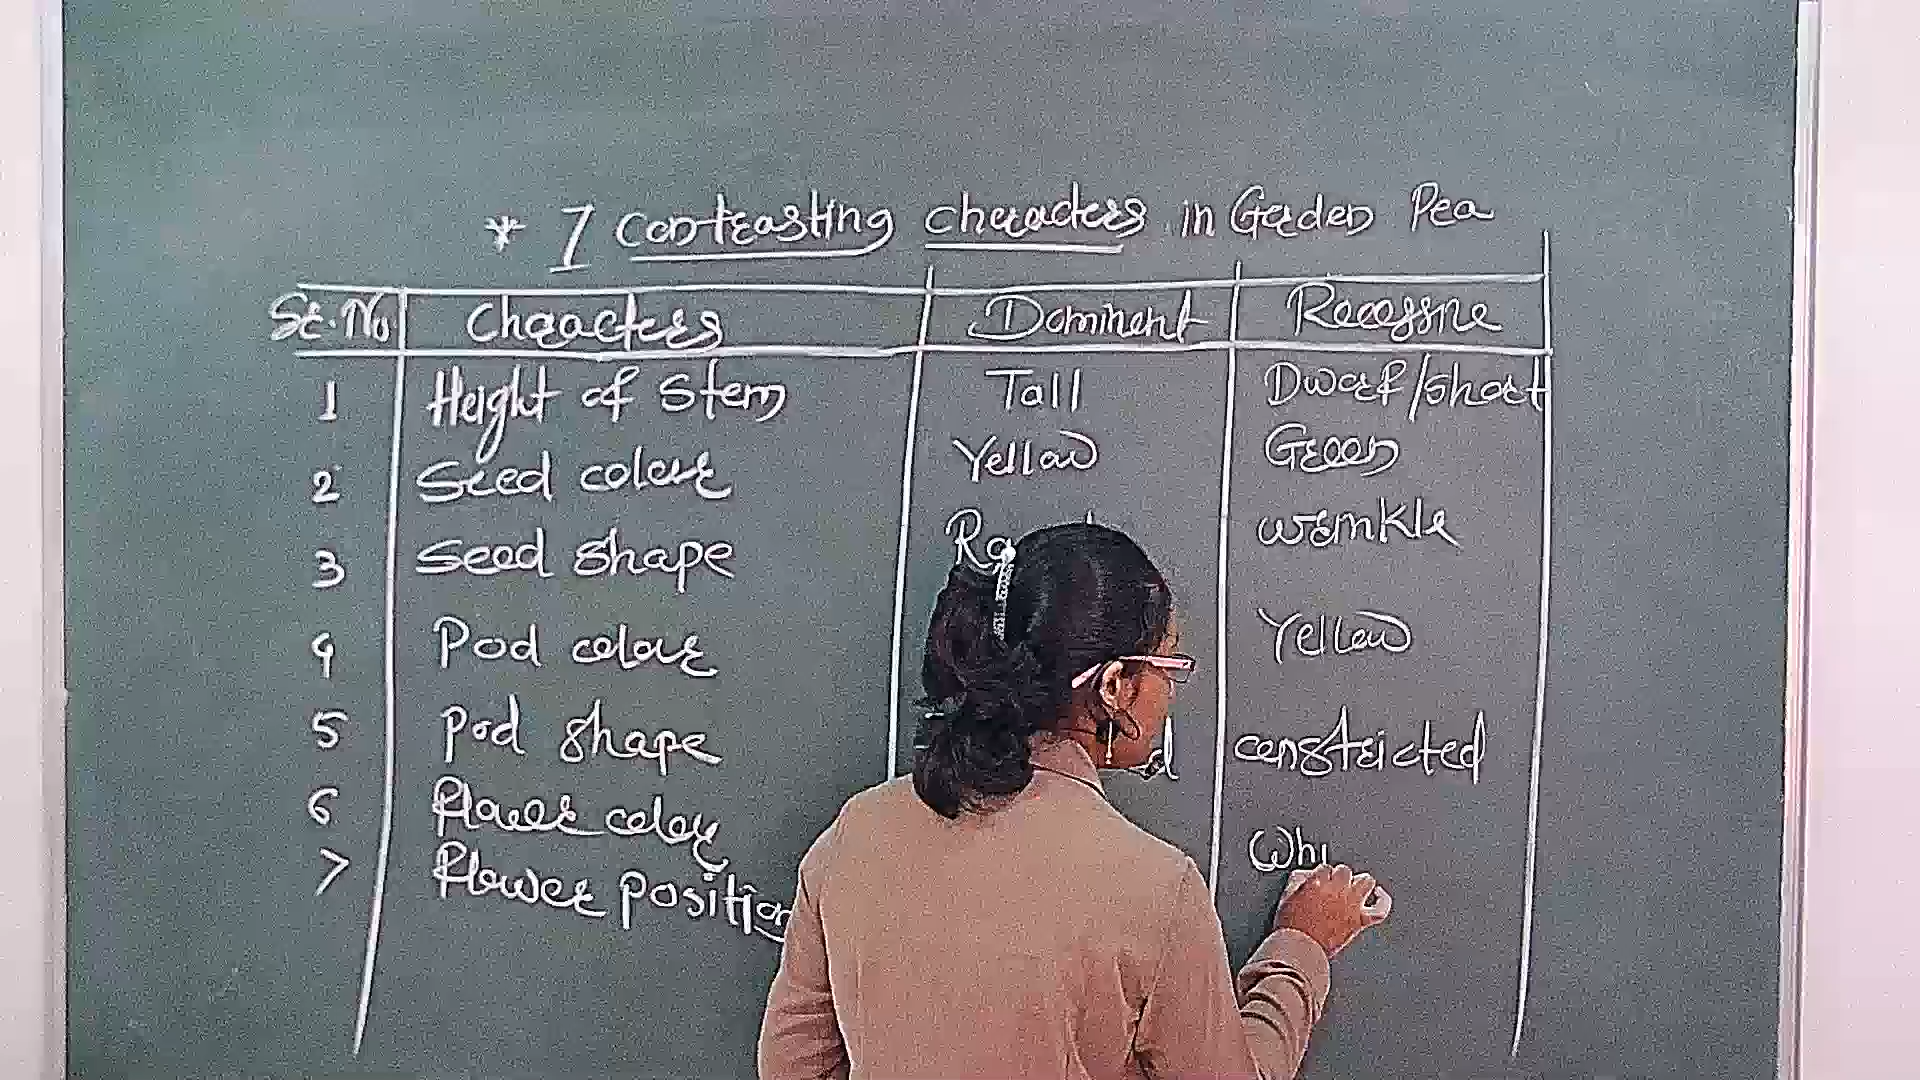 * 7 contrasting characters in Garden Pea
Sr.No Characters Dominent Recessive
1 Height of Stem Tall Dwarf/short
2 Seed colour Yellow Green
3 Seed shape wrinkle
4 Pod colour Yellow
5 Pod shape constricted
6 Flower colour Whi
7 Flower position